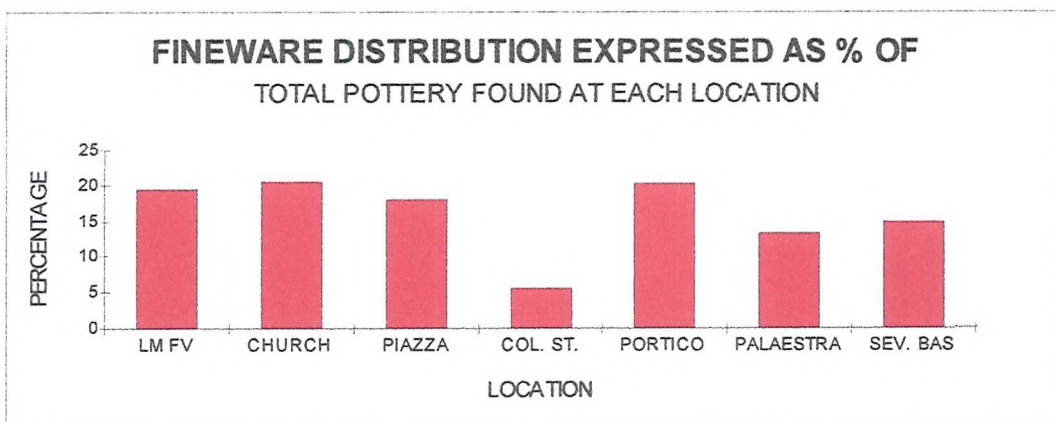 FINEWARE DISTRIBUTION EXPRESSED AS % OF
TOTAL POTTERY FOUND AT EACH LOCATION
PERCENTAGE
25
20
15
10
5
0
LM FV CHURCH PIAZZA COL. ST. PORTICO PALAESTRA SEV. BAS
LOCATION